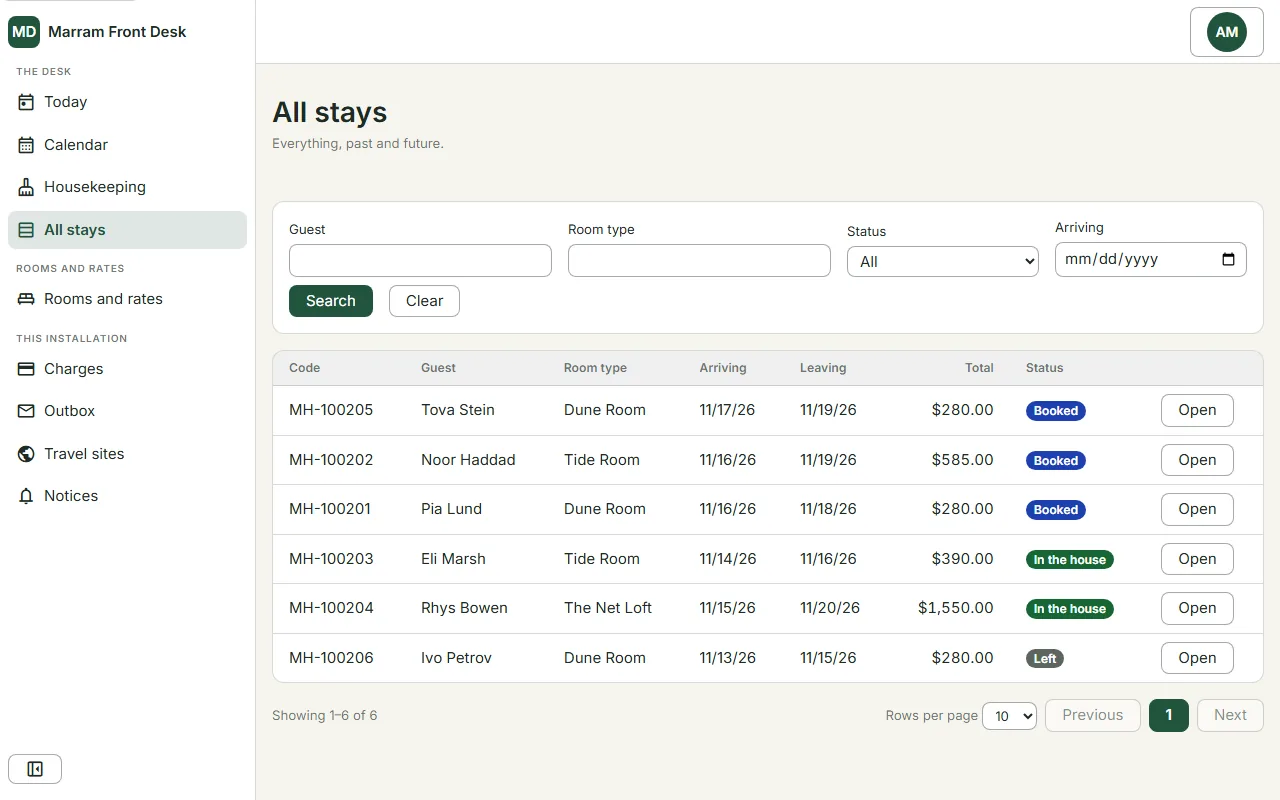 MD Marram Front Desk
THE DESK
Today
Calendar
Housekeeping
All stays
ROOMS AND RATES
Rooms and rates
THIS INSTALLATION
Charges
Outbox
Travel sites
Notices
AM
All stays
Everything, past and future.
Guest Room type Status Arriving
All mm/dd/yyyy
Search Clear
Code Guest Room type Arriving Leaving Total Status
MH-100205 Tova Stein Dune Room 11/17/26 11/19/26 $280.00 Booked Open
MH-100202 Noor Haddad Tide Room 11/16/26 11/19/26 $585.00 Booked Open
MH-100201 Pia Lund Dune Room 11/16/26 11/18/26 $280.00 Booked Open
MH-100203 Eli Marsh Tide Room 11/14/26 11/16/26 $390.00 In the house Open
MH-100204 Rhys Bowen The Net Loft 11/15/26 11/20/26 $1,550.00 In the house Open
MH-100206 Ivo Petrov Dune Room 11/13/26 11/15/26 $280.00 Left Open
Showing 1–6 of 6 Rows per page 10 Previous 1 Next